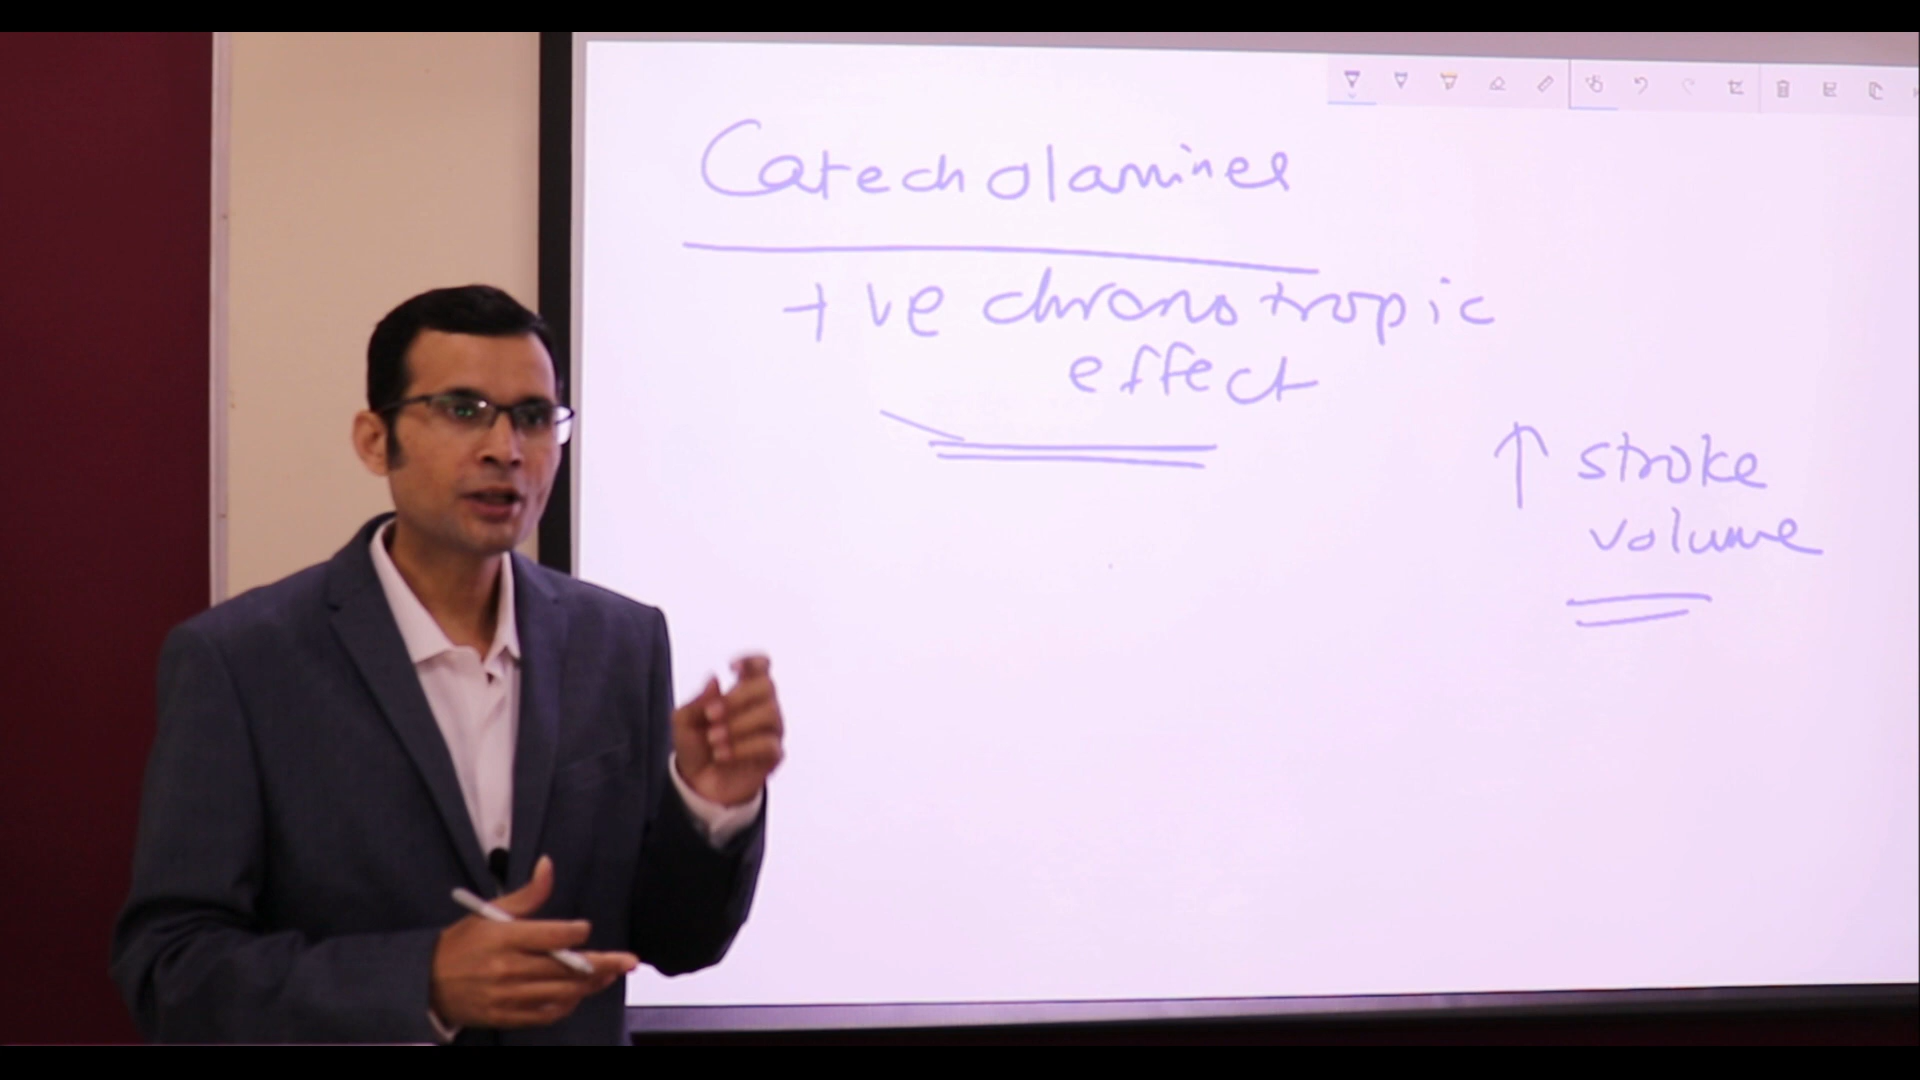 Catecholamines
+ve chronotropic
effect
↑ stroke
volume